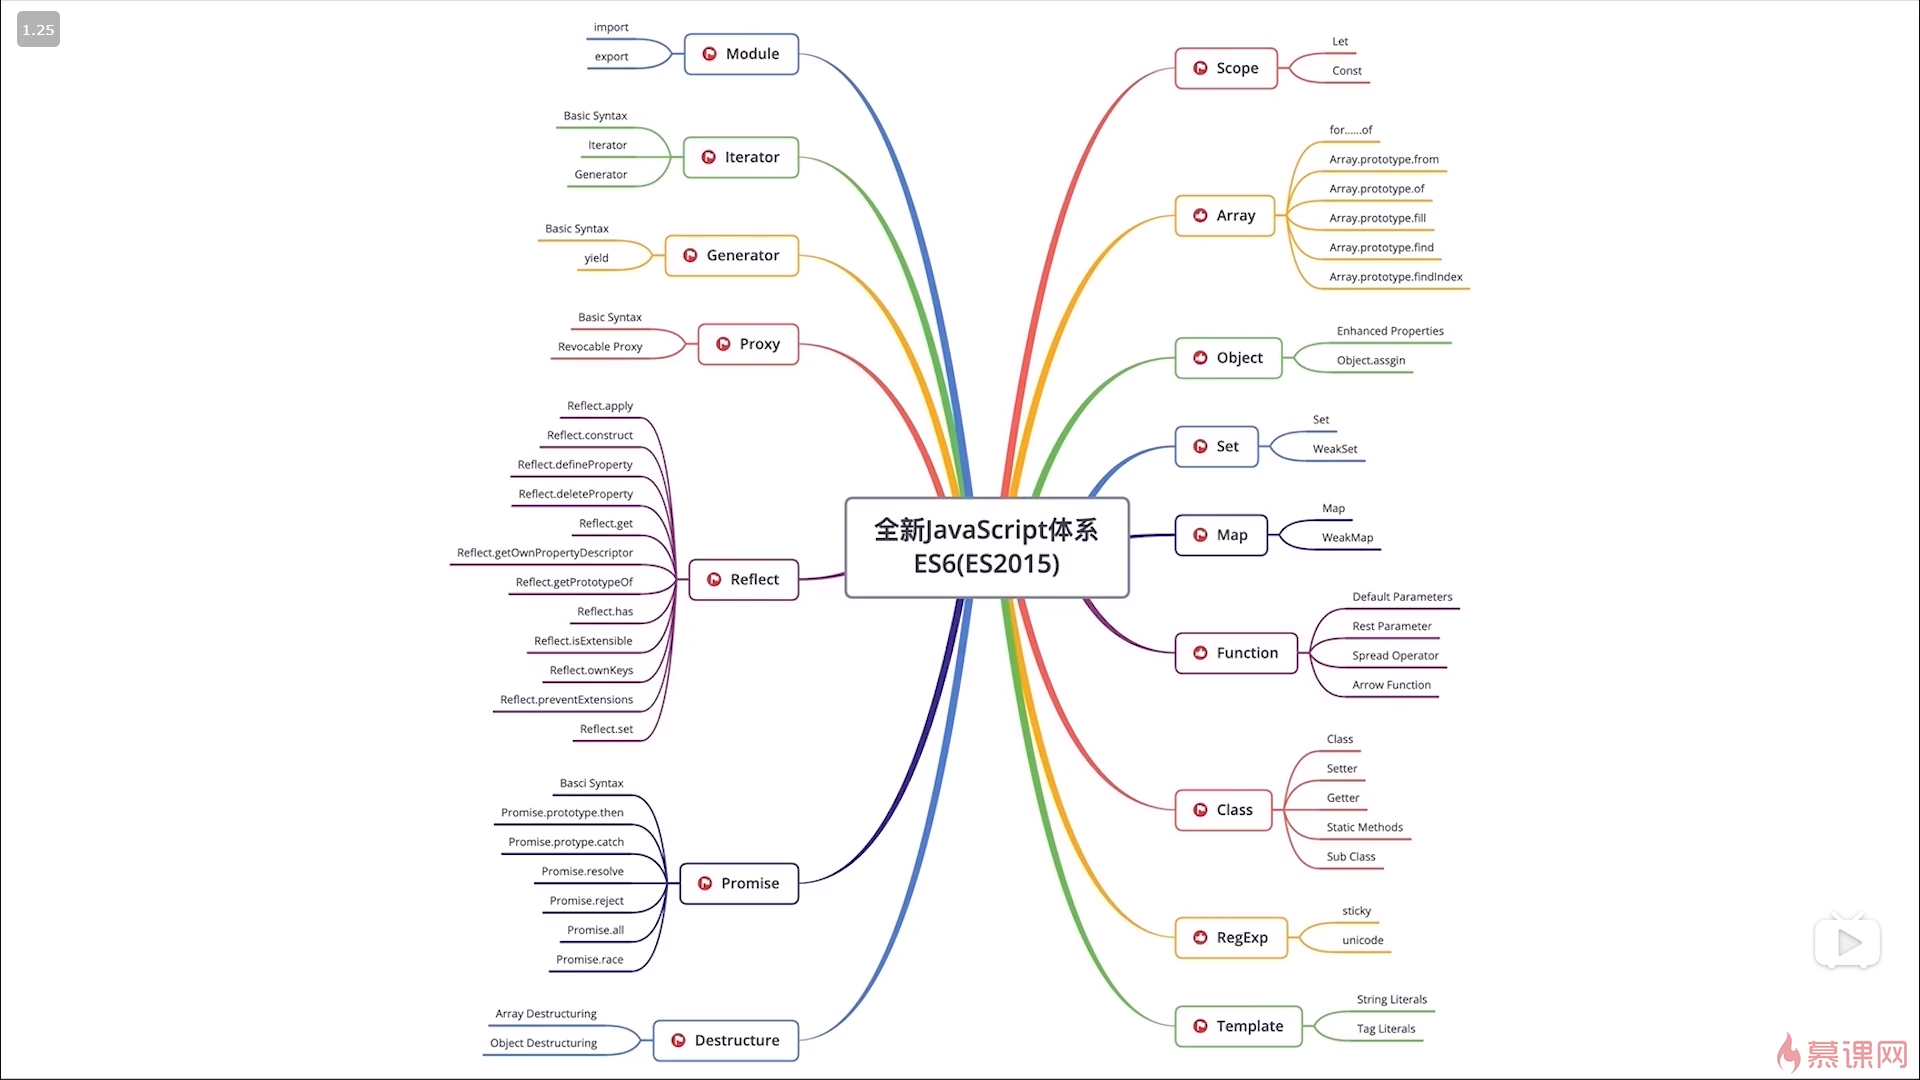 1.25
import
export
Module
Basic Syntax
Iterator
Generator
Iterator
Basic Syntax
yield
Generator
Basic Syntax
Revocable Proxy
Proxy
Reflect.apply
Reflect.construct
Reflect.defineProperty
Reflect.deleteProperty
Reflect.get
Reflect.getOwnPropertyDescriptor
Reflect.getPrototypeOf
Reflect.has
Reflect.isExtensible
Reflect.ownKeys
Reflect.preventExtensions
Reflect.set
Reflect
Basci Syntax
Promise.prototype.then
Promise.protype.catch
Promise.resolve
Promise.reject
Promise.all
Promise.race
Promise
Array Destructuring
Object Destructuring
Destructure
全新JavaScript体系
ES6(ES2015)
Scope
Let
Const
Array
for......of
Array.prototype.from
Array.prototype.of
Array.prototype.fill
Array.prototype.find
Array.prototype.findIndex
Object
Enhanced Properties
Object.assgin
Set
Set
WeakSet
Map
Map
WeakMap
Function
Default Parameters
Rest Parameter
Spread Operator
Arrow Function
Class
Class
Setter
Getter
Static Methods
Sub Class
RegExp
sticky
unicode
Template
String Literals
Tag Literals
慕课网